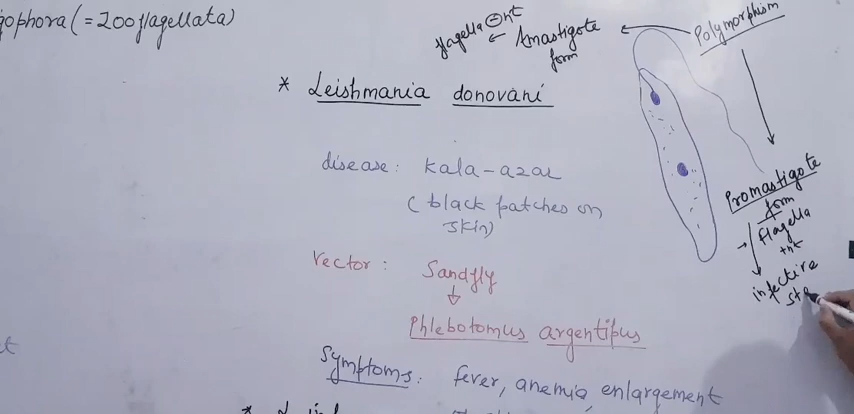 gophora (= zooflagellata)
flagella ⊖nt ← Amastigote form
Polymorphism
* Leishmania donovani
disease: kala-azar
( black patches on
skin)
Promastigote
form
flagella
+nt
infective
Vector: Sandfly
Phlebotomus argentipus
Symptoms: fever, anemia, enlargement